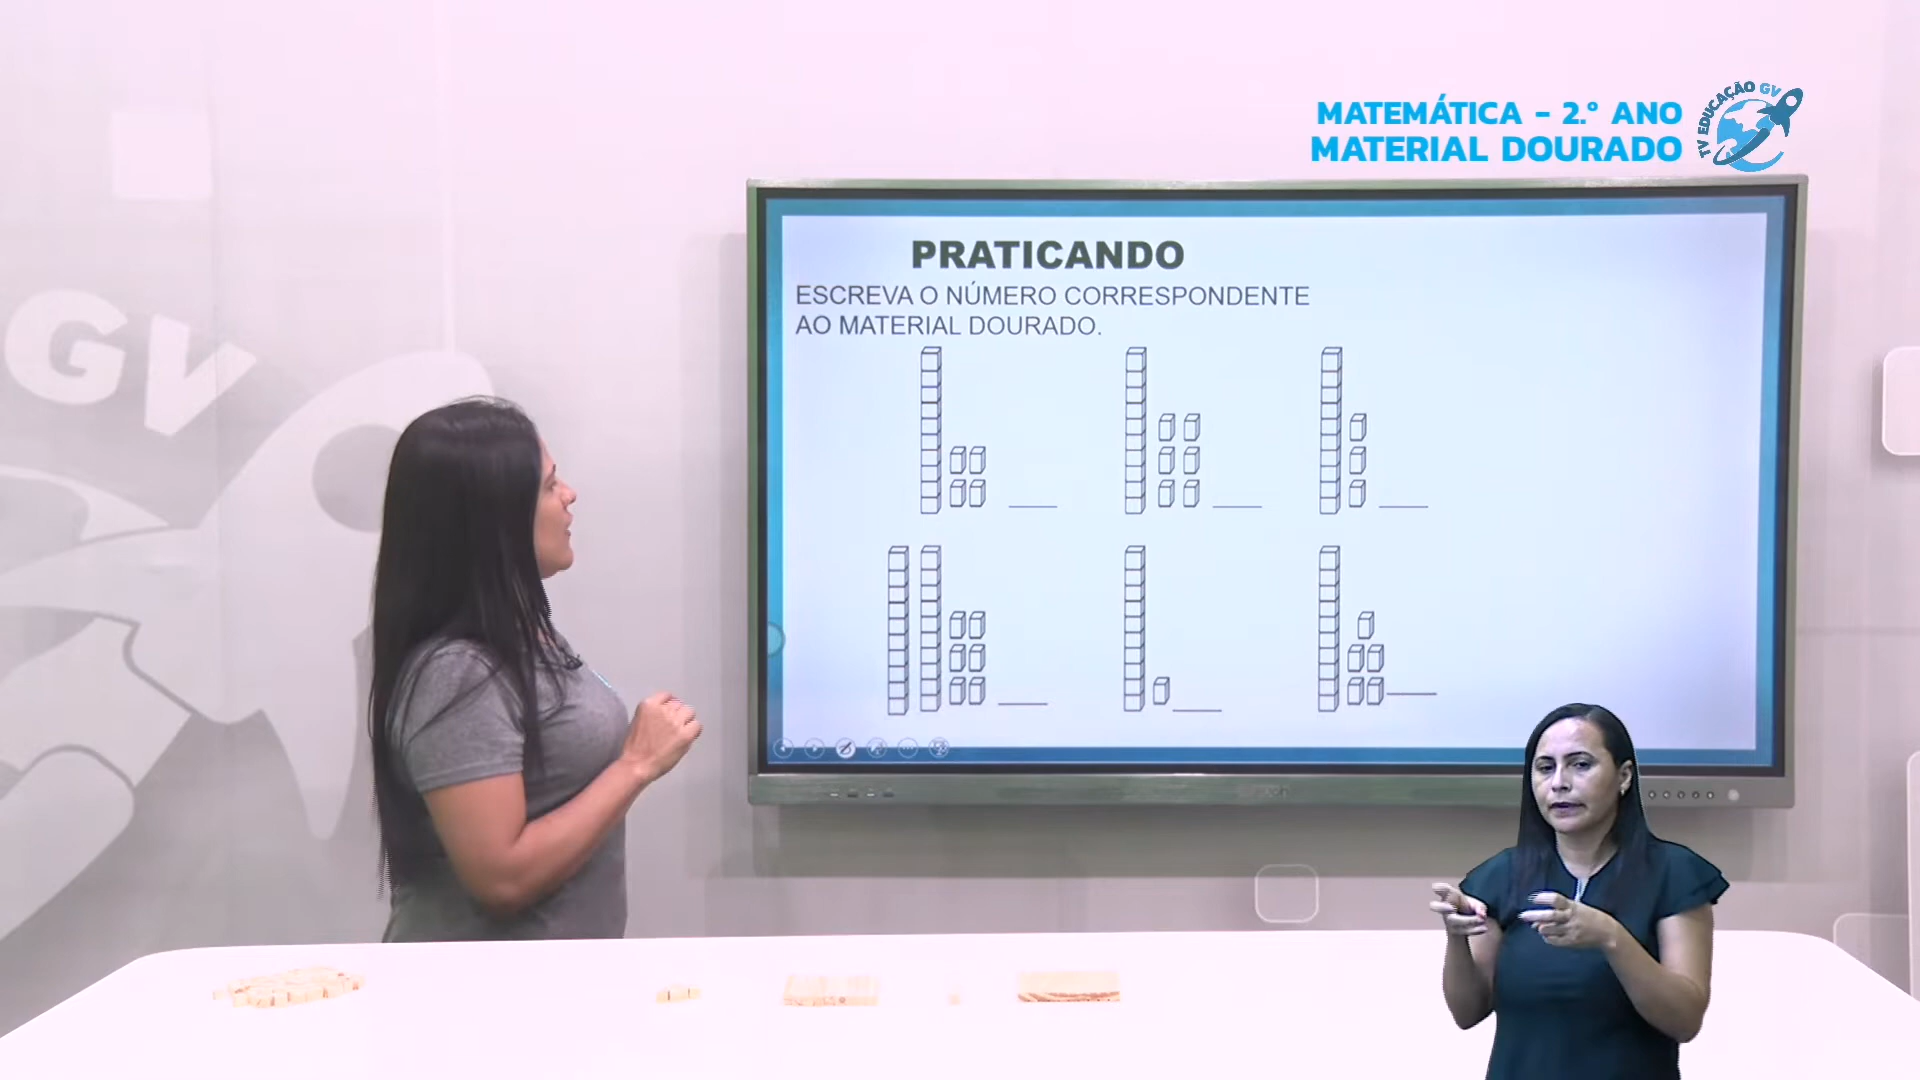 MATEMÁTICA - 2.º ANO
MATERIAL DOURADO
TV EDUCAÇÃO GV
PRATICANDO
ESCREVA O NÚMERO CORRESPONDENTE
AO MATERIAL DOURADO.
GV